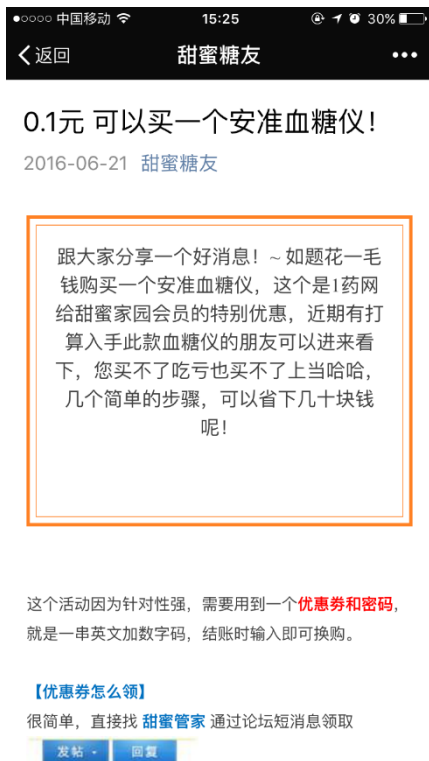 中国移动 15:25 30%
返回 甜蜜糖友
0.1元 可以买一个安准血糖仪！
2016-06-21 甜蜜糖友
跟大家分享一个好消息！~ 如题花一毛
钱购买一个安准血糖仪，这个是1药网
给甜蜜家园会员的特别优惠，近期有打
算入手此款血糖仪的朋友可以进来看
下，您买不了吃亏也买不了上当哈哈，
几个简单的步骤，可以省下几十块钱
呢！
这个活动因为针对性强，需要用到一个优惠劵和密码，
就是一串英文加数字码，结账时输入即可换购。
【优惠券怎么领】
很简单，直接找 甜蜜管家 通过论坛短消息领取
发帖 回复